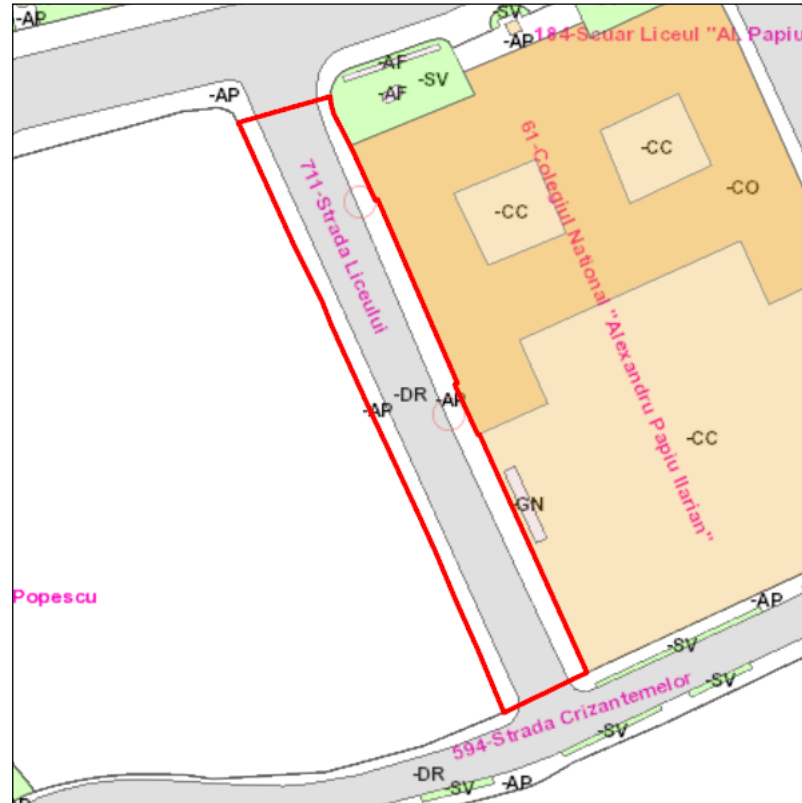 -AP
-SV
184-Scuar Liceul "Al. Papiu
-AP
-AF
-SV
-AF
-AP
61-Colegiul National "Alexandru Papiu Ilarian"
-CC
-CO
-CC
711-Strada Liceului
-DR
-AP
-AP
-CC
-GN
Popescu
-AP
-SV
-SV
594-Strada Crizantemelor
-SV
-DR
-AP
-SV